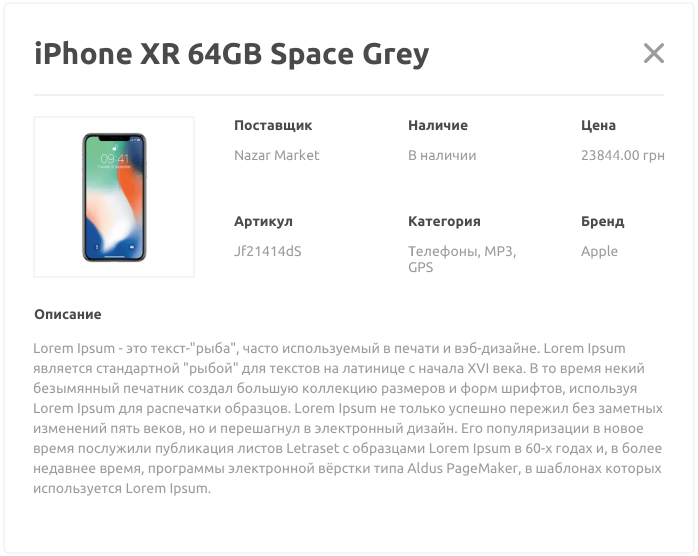 iPhone XR 64GB Space Grey
09:41
Поставщик
Наличие
Цена
Nazar Market
В наличии
23844.00 грн
Артикул
Категория
Бренд
Jf21414dS
Телефоны, MP3,
GPS
Apple
Описание
Lorem Ipsum - это текст-"рыба", часто используемый в печати и вэб-дизайне. Lorem Ipsum
является стандартной "рыбой" для текстов на латинице с начала XVI века. В то время некий
безымянный печатник создал большую коллекцию размеров и форм шрифтов, используя
Lorem Ipsum для распечатки образцов. Lorem Ipsum не только успешно пережил без заметных
изменений пять веков, но и перешагнул в электронный дизайн. Его популяризации в новое
время послужили публикация листов Letraset с образцами Lorem Ipsum в 60-х годах и, в более
недавнее время, программы электронной вёрстки типа Aldus PageMaker, в шаблонах которых
используется Lorem Ipsum.